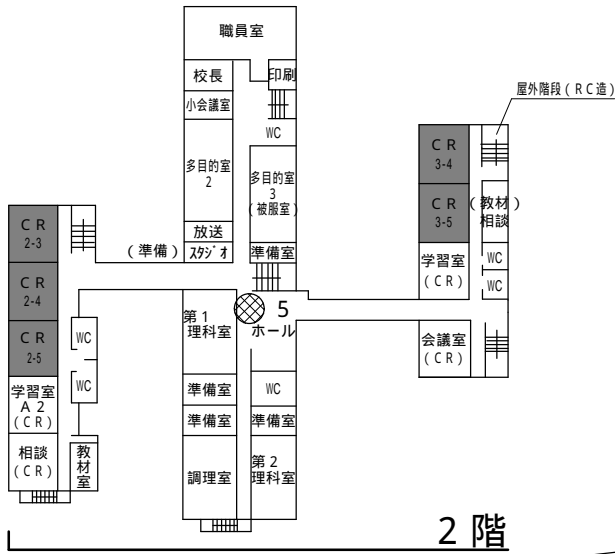 職員室
校長
印刷
小会議室
WC
多目的室
2
多目的室
3
(被服室)
放送
スタジオ
準備室
(準備)
屋外階段(RC造)
CR
3-4
CR
3-5
(教材)
相談
学習室
(CR)
WC
WC
会議室
(CR)
CR
2-3
CR
2-4
CR
2-5
WC
WC
学習室
A2
(CR)
相談
(CR)
教
材
室
第1
理科室
5
ホール
準備室
WC
準備室
準備室
調理室
第2
理科室
2階